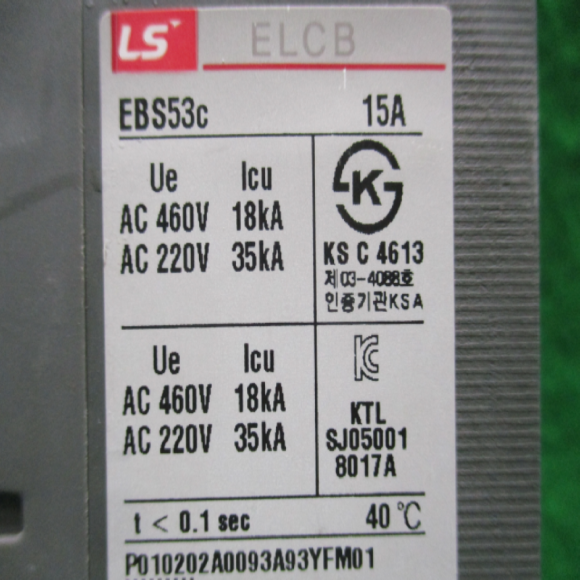 LS ELCB
EBS53c 15A
Ue Icu
AC 460V 18kA
AC 220V 35kA
KS
KS C 4613
제03-4088호
인증기관KSA
Ue Icu
AC 460V 18kA
AC 220V 35kA
KC
KTL
SJ05001
8017A
t < 0.1 sec 40℃
P010202A0093A93YFM01